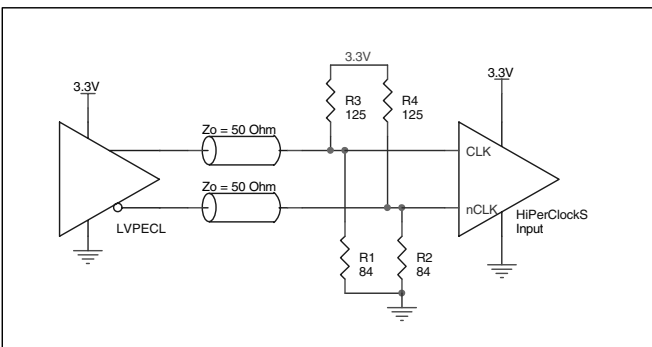 3.3V
3.3V
3.3V
R3
125
R4
125
Zo = 50 Ohm
CLK
Zo = 50 Ohm
nCLK
HiPerClockS
Input
LVPECL
R1
84
R2
84